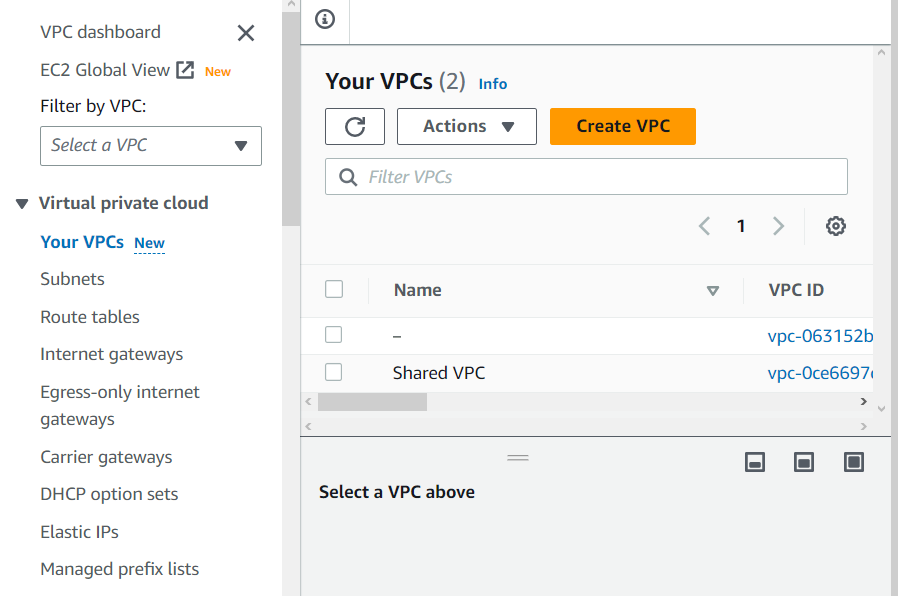 VPC dashboard
EC2 Global View New
Filter by VPC:
Select a VPC
Virtual private cloud
Your VPCs New
Subnets
Route tables
Internet gateways
Egress-only internet
gateways
Carrier gateways
DHCP option sets
Elastic IPs
Managed prefix lists
Your VPCs (2) Info
Actions Create VPC
Filter VPCs
1
Name VPC ID
– vpc-063152b
Shared VPC vpc-0ce6697
Select a VPC above